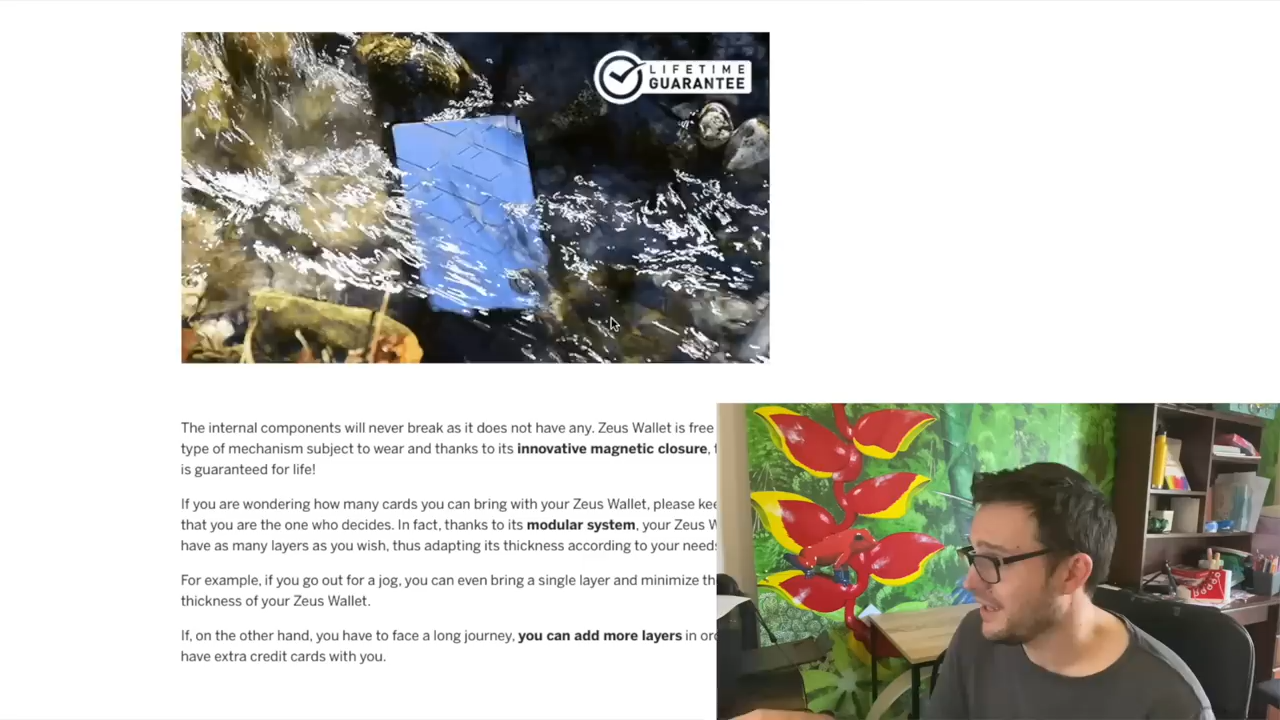 LIFETIME
GUARANTEE
The internal components will never break as it does not have any. Zeus Wallet is free
type of mechanism subject to wear and thanks to its innovative magnetic closure,
is guaranteed for life!
If you are wondering how many cards you can bring with your Zeus Wallet, please
that you are the one who decides. In fact, thanks to its modular system, your Zeus
have as many layers as you wish, thus adapting its thickness according to your needs
For example, if you go out for a jog, you can even bring a single layer and minimize
thickness of your Zeus Wallet.
If, on the other hand, you have to face a long journey, you can add more layers in
have extra credit cards with you.